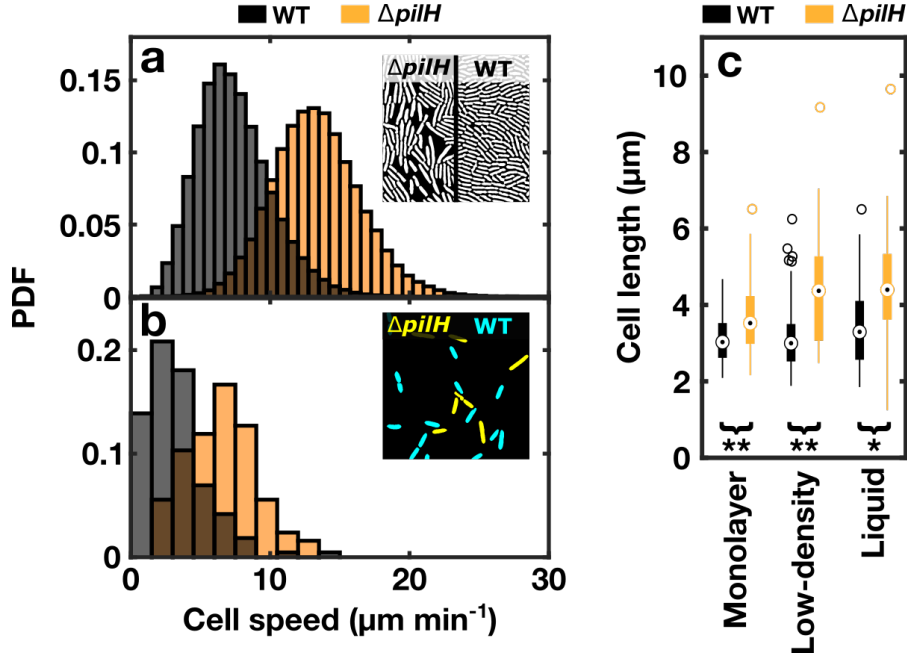 WT ΔpilH
a
ΔpilH WT
0.15
0.1
0.05
0
PDF
b
ΔpilH WT
0.2
0.1
0
0 10 20 30
Cell speed (µm min⁻¹)
WT ΔpilH
c
10
8
6
4
2
0
Cell length (µm)
** ** *
Monolayer
Low-density
Liquid